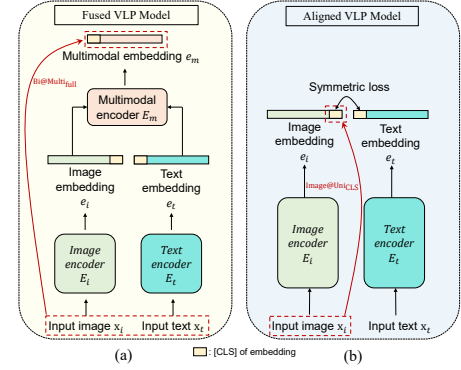 Fused VLP Model
Multimodal embedding e_m
Bi@Multi_full
Multimodal
encoder E_m
Image
embedding
e_i
Text
embedding
e_t
Image
encoder
E_i
Text
encoder
E_t
Input image x_i
Input text x_t
(a)
Aligned VLP Model
Symmetric loss
Image
embedding
e_i
Text
embedding
e_t
Image@Uni_CLS
Image
encoder
E_i
Text
encoder
E_t
Input image x_i
Input text x_t
(b)
: [CLS] of embedding